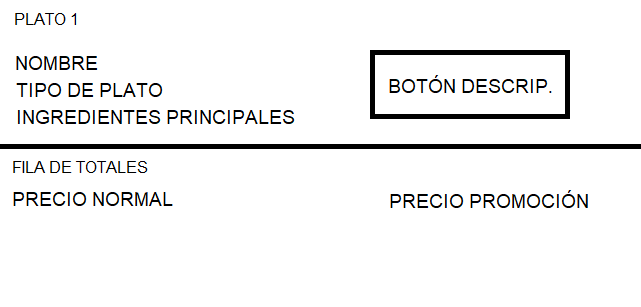 PLATO 1
NOMBRE
TIPO DE PLATO
INGREDIENTES PRINCIPALES
BOTÓN DESCRIP.
FILA DE TOTALES
PRECIO NORMAL
PRECIO PROMOCIÓN